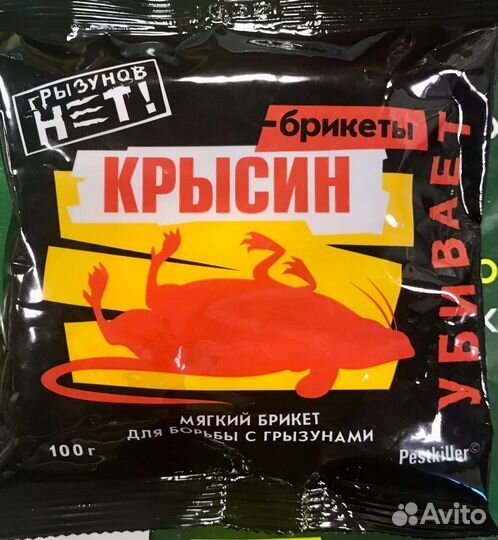 ГРЫЗУНОВ
НЕТ!
брикеты
КРЫСИН
УБИВАЕТ
МЯГКИЙ БРИКЕТ
ДЛЯ БОРЬБЫ С ГРЫЗУНАМИ
100 г
Pestkiller©
Avito